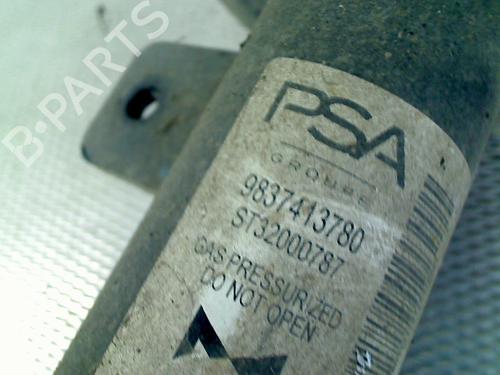 B-PARTS
PSA
GROUPE
9837413780
ST32000787
GAS PRESSURIZED
DO NOT OPEN